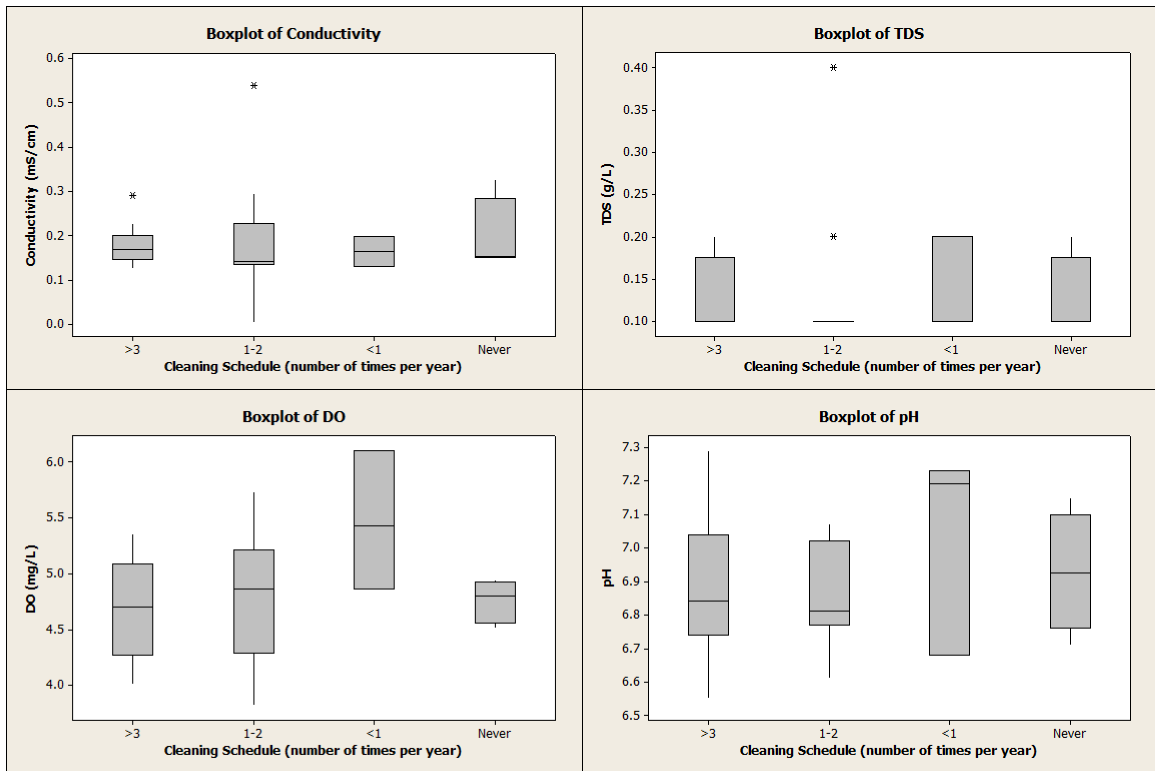 Boxplot of Conductivity
Conductivity (mS/cm)
0.6
0.5
0.4
0.3
0.2
0.1
0.0
>3 1-2 <1 Never
Cleaning Schedule (number of times per year)
Boxplot of TDS
TDS (g/L)
0.40
0.35
0.30
0.25
0.20
0.15
0.10
>3 1-2 <1 Never
Cleaning Schedule (number of times per year)
Boxplot of DO
DO (mg/L)
6.0
5.5
5.0
4.5
4.0
>3 1-2 <1 Never
Cleaning Schedule (number of times per year)
Boxplot of pH
pH
7.3
7.2
7.1
7.0
6.9
6.8
6.7
6.6
6.5
>3 1-2 <1 Never
Cleaning Schedule (number of times per year)